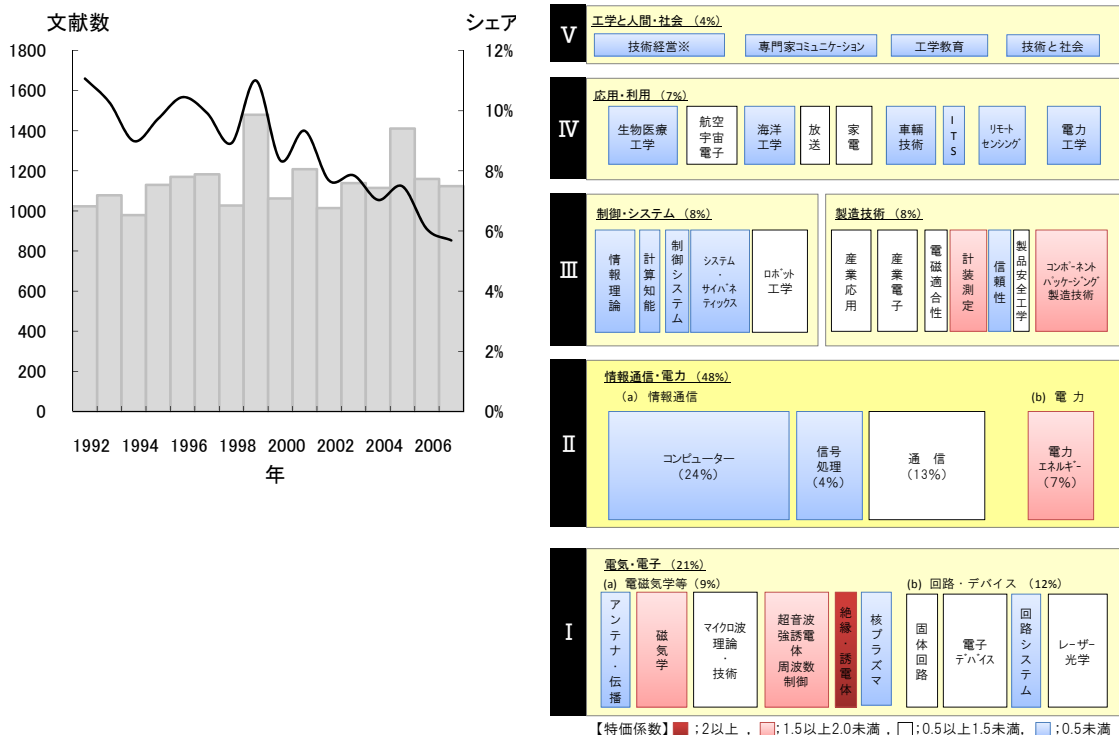 文献数
シェア
1800
1600
1400
1200
1000
800
600
400
200
0
12%
10%
8%
6%
4%
2%
0%
1992 1994 1996 1998 2000 2002 2004 2006
年
Ⅴ
工学と人間・社会 (4%)
技術経営※
専門家コミュニケーション
工学教育
技術と社会
Ⅳ
応用・利用 (7%)
生物医療
工学
航空
宇宙
電子
海洋
工学
放送
家電
車輛
技術
ITS
リモート
センシング
電力
工学
Ⅲ
制御・システム (8%)
情報理論
計算知能
制御システム
システム
・
サイバネ
ティックス
ロボット
工学
製造技術 (8%)
産業応用
産業電子
電磁適合性
計装測定
信頼性
製品安全工学
コンポーネント
パッケージング
製造技術
Ⅱ
情報通信・電力 (48%)
(a) 情報通信
(b) 電 力
コンピューター
(24%)
信号
処理
(4%)
通 信
(13%)
電力
エネルギー
(7%)
Ⅰ
電気・電子 (21%)
(a) 電磁気学等 (9%)
(b) 回路・デバイス (12%)
アンテナ・伝播
磁気学
マイクロ波
理論
・
技術
超音波
強誘電
体
周波数
制御
絶縁・誘電体
核プラズマ
固体回路
電子
デバイス
回路システム
レーザー
光学
【特価係数】 ;2以上 , ;1.5以上2.0未満 , ;0.5以上1.5未満, ;0.5未満